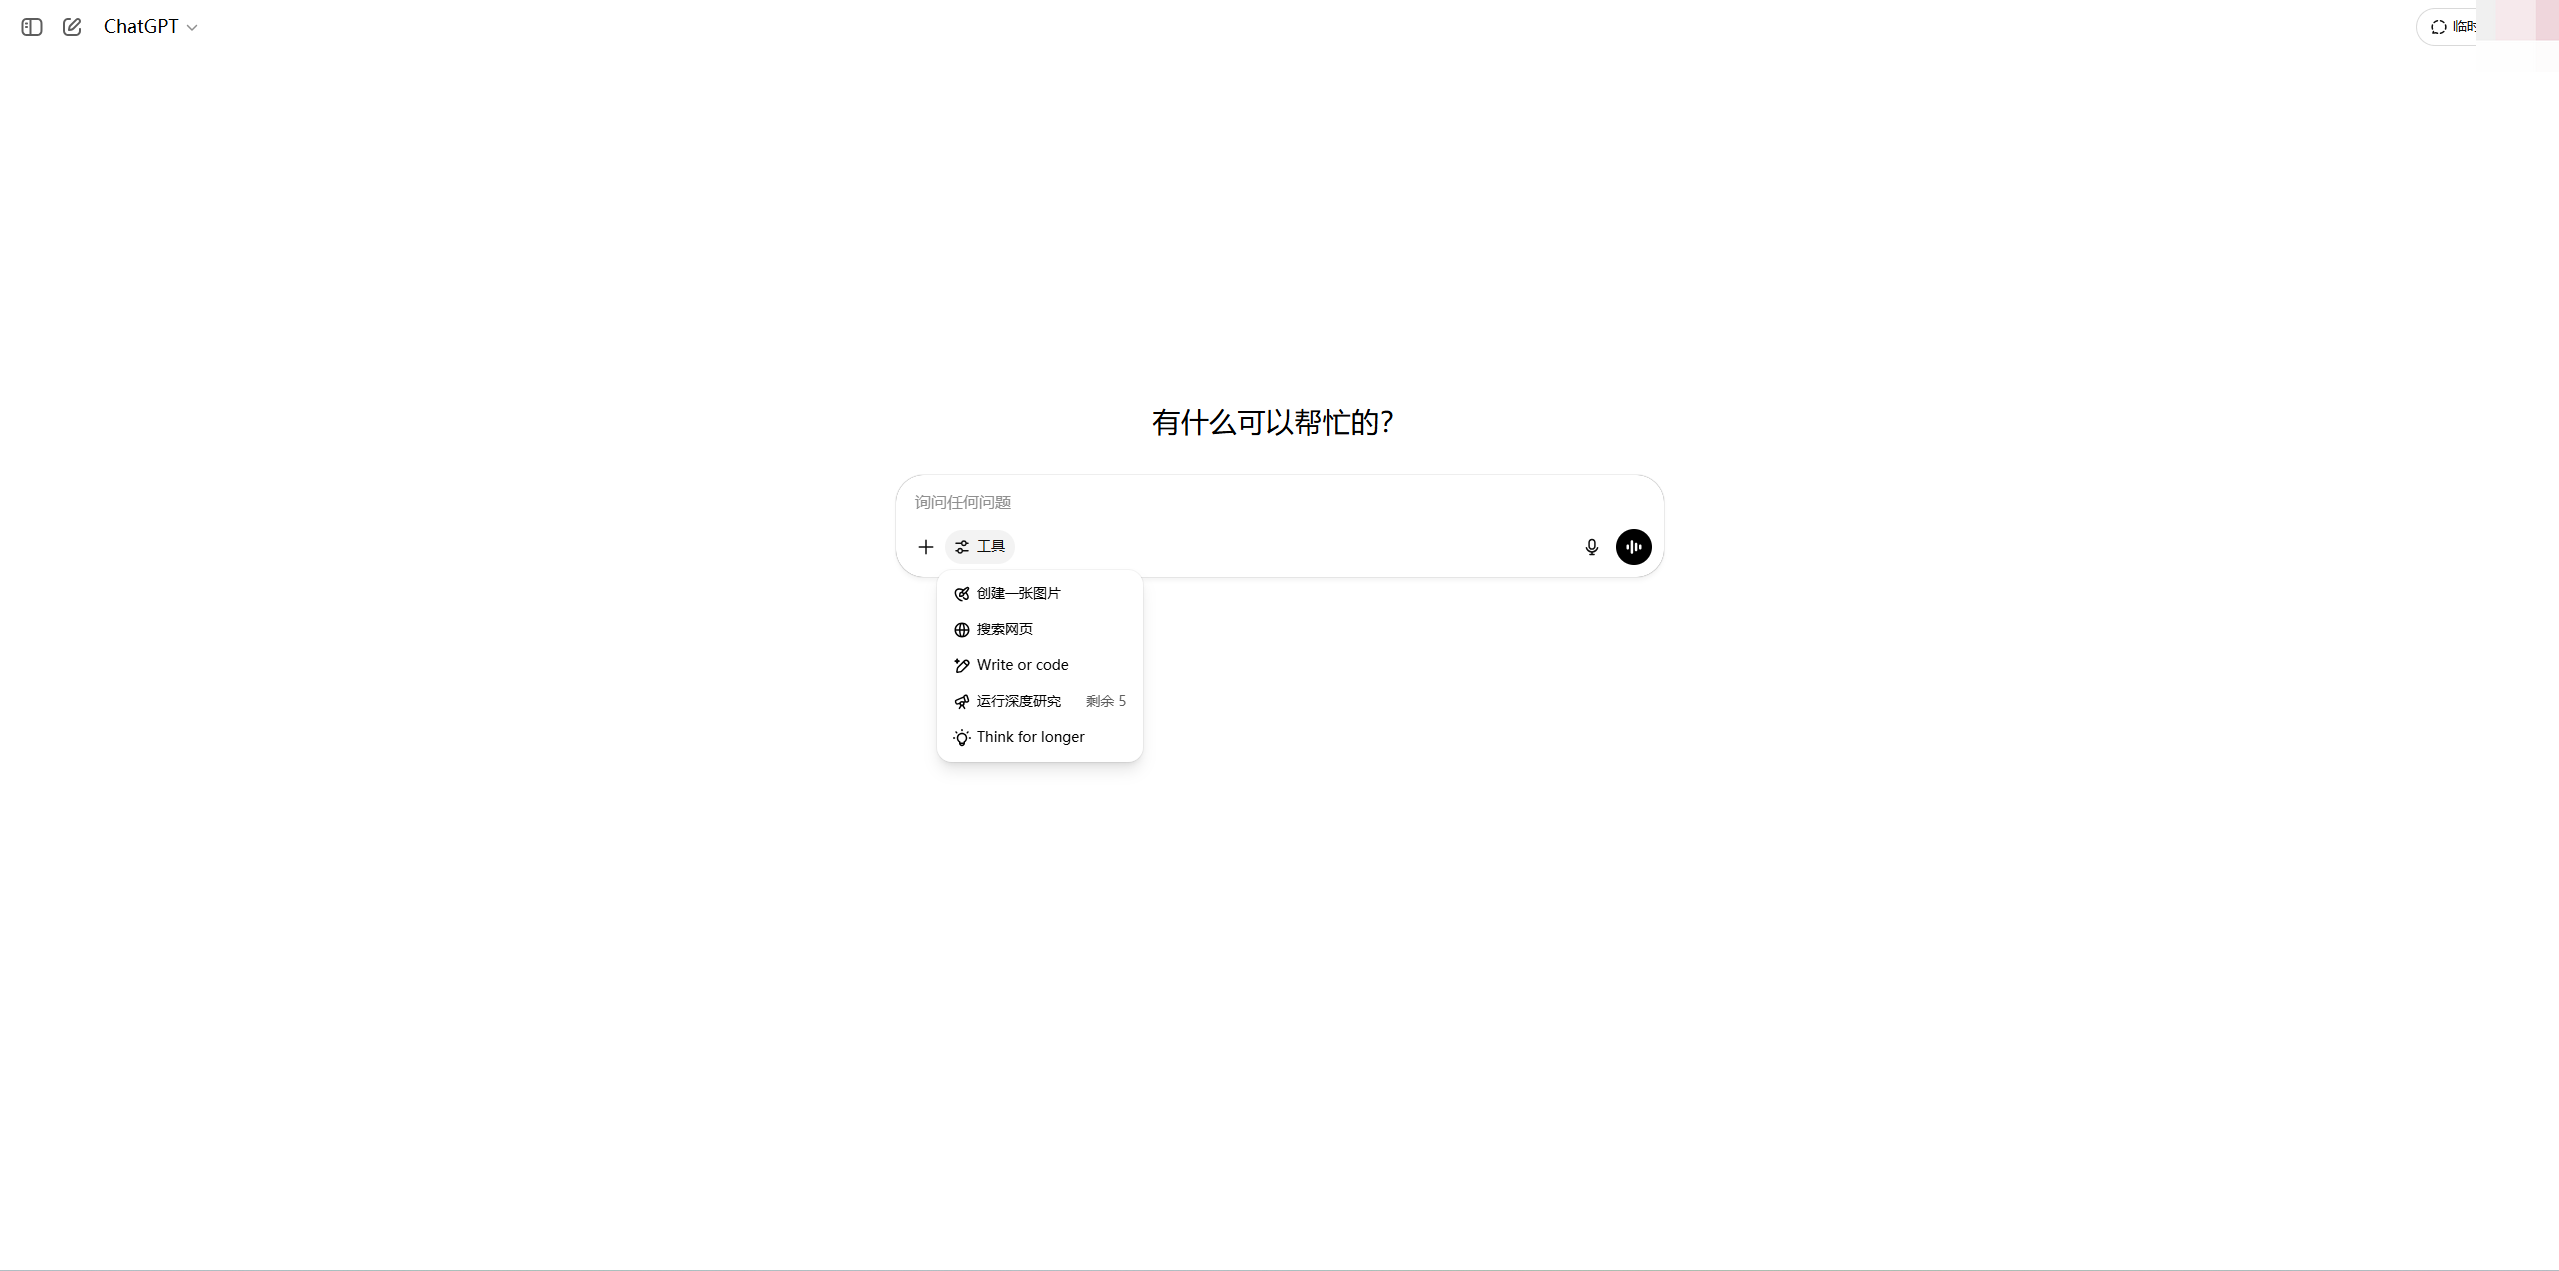 ChatGPT
临时
有什么可以帮忙的？
询问任何问题
工具
创建一张图片
搜索网页
Write or code
运行深度研究 剩余 5
Think for longer